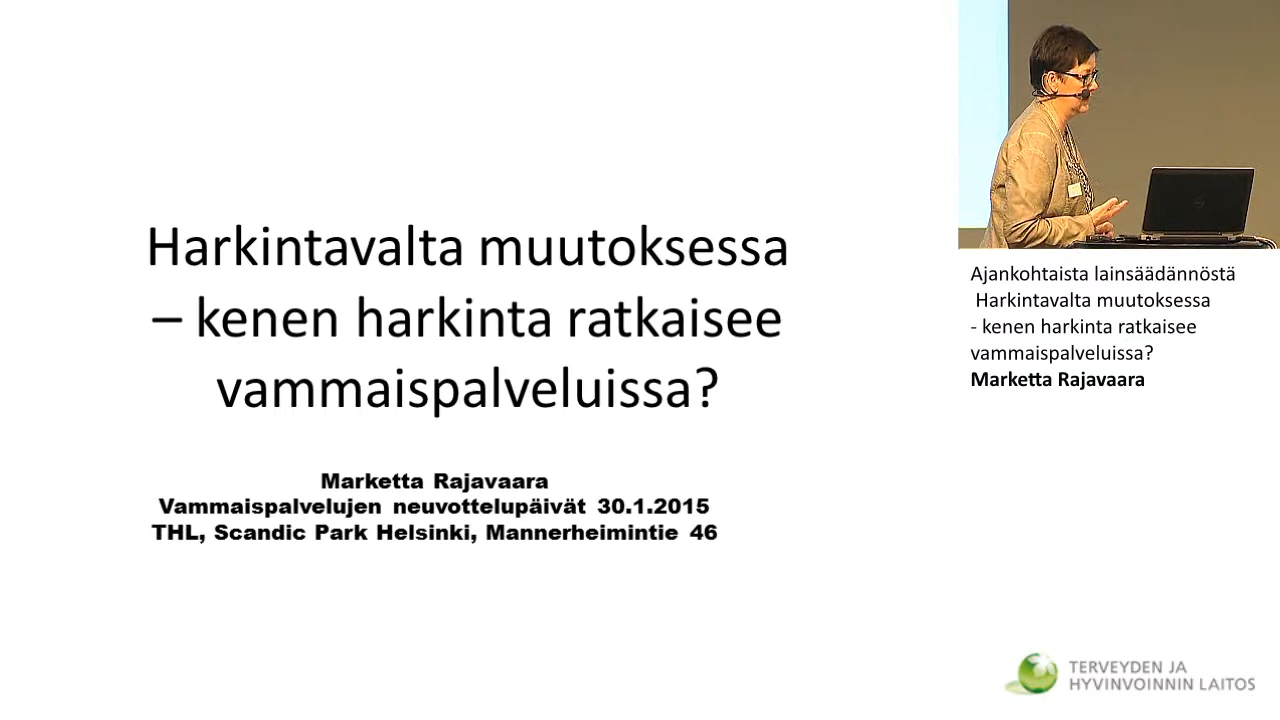 Harkintavalta muutoksessa
– kenen harkinta ratkaisee
vammaispalveluissa?
Marketta Rajavaara
Vammaispalvelujen neuvottelupäivät 30.1.2015
THL, Scandic Park Helsinki, Mannerheimintie 46
Ajankohtaista lainsäädännöstä
Harkintavalta muutoksessa
- kenen harkinta ratkaisee
vammaispalveluissa?
Marketta Rajavaara
TERVEYDEN JA
HYVINVOINNIN LAITOS